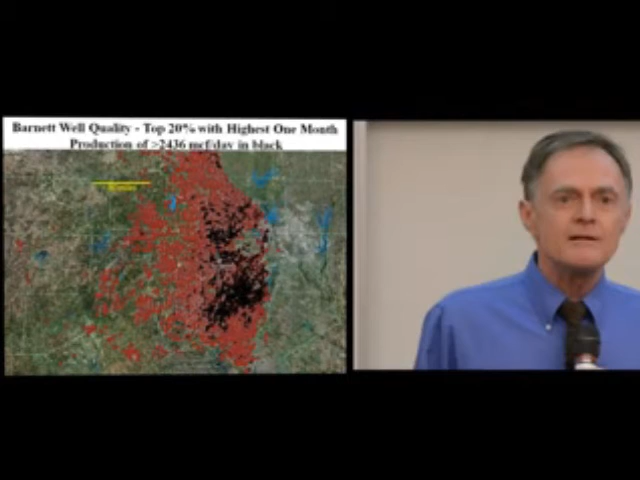 Barnett Well Quality - Top 20% with Highest One Month
Production of >2436 mcf/day in black